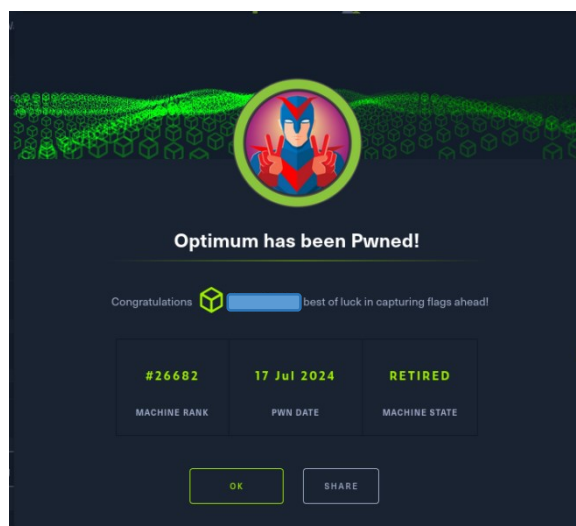 Optimum has been Pwned!
Congratulations best of luck in capturing flags ahead!
#26682 17 Jul 2024 RETIRED
MACHINE RANK PWN DATE MACHINE STATE
OK SHARE